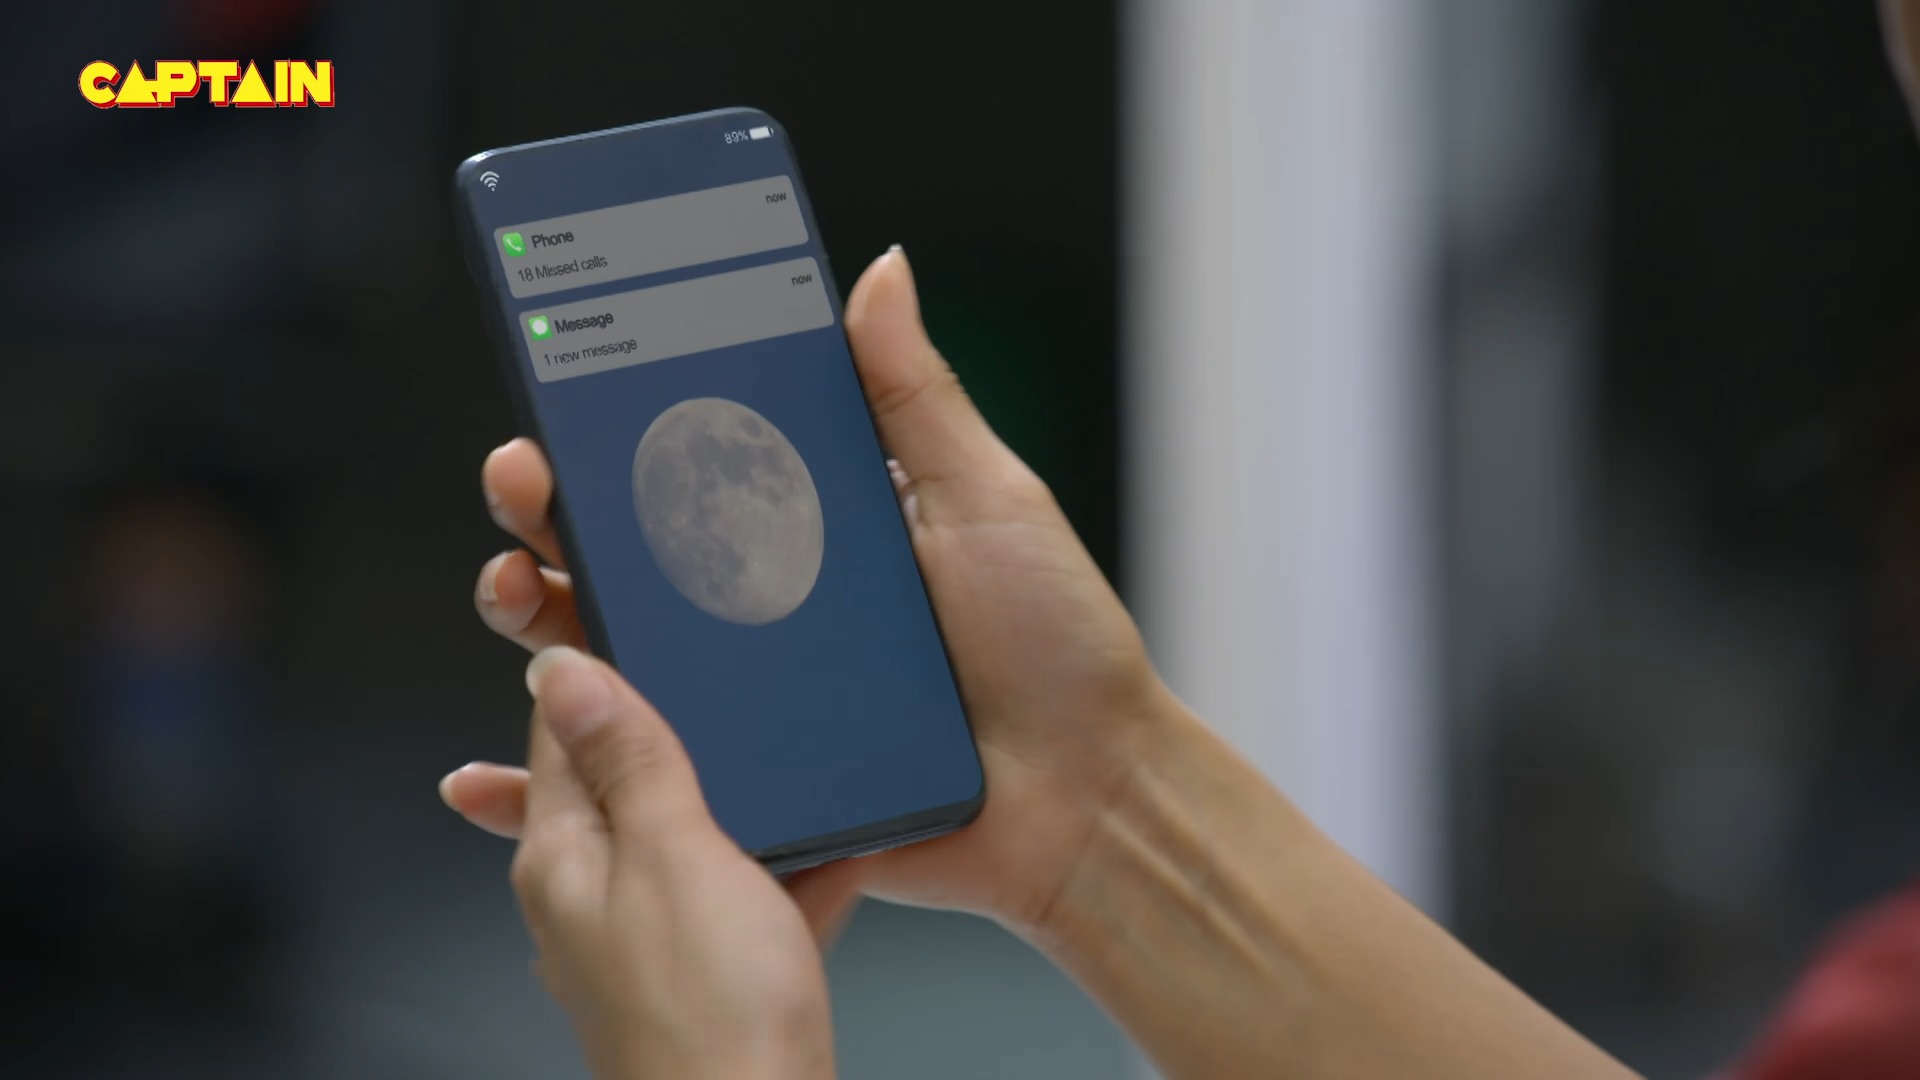 CAPTAIN
89%
now
Phone
18 Missed calls
now
Message
1 new message